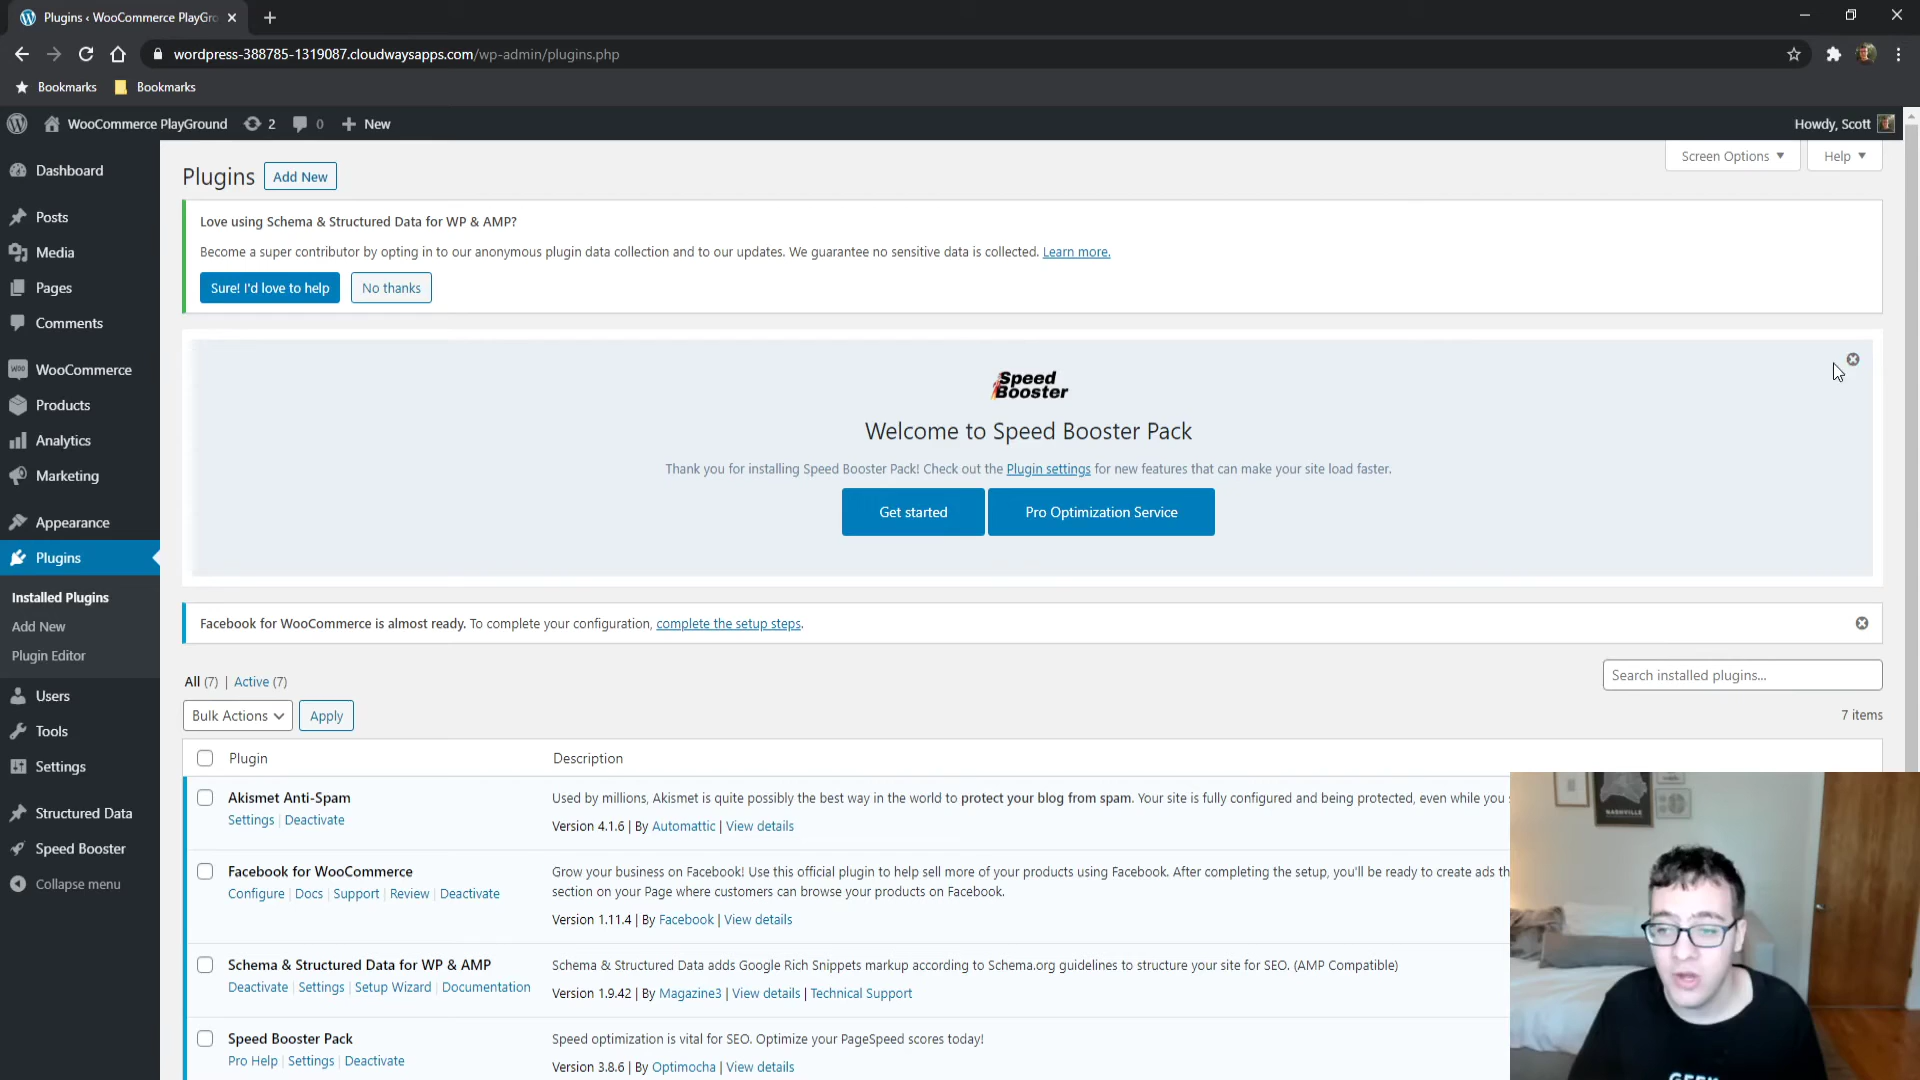 Plugins ‹ WooCommerce PlayGro
wordpress-388785-1319087.cloudwaysapps.com/wp-admin/plugins.php
Bookmarks Bookmarks
WooCommerce PlayGround 2 0 New Howdy, Scott
Screen Options Help
Dashboard
Posts
Media
Pages
Comments
WooCommerce
Products
Analytics
Marketing
Appearance
Plugins
Installed Plugins
Add New
Plugin Editor
Users
Tools
Settings
Structured Data
Speed Booster
Collapse menu
Plugins Add New
Love using Schema & Structured Data for WP & AMP?
Become a super contributor by opting in to our anonymous plugin data collection and to our updates. We guarantee no sensitive data is collected. Learn more.
Sure! I'd love to help No thanks
Speed
Booster
Welcome to Speed Booster Pack
Thank you for installing Speed Booster Pack! Check out the Plugin settings for new features that can make your site load faster.
Get started Pro Optimization Service
Facebook for WooCommerce is almost ready. To complete your configuration, complete the setup steps.
All (7) | Active (7)
Search installed plugins...
Bulk Actions Apply
7 items
Plugin Description
Akismet Anti-Spam
Settings | Deactivate
Used by millions, Akismet is quite possibly the best way in the world to protect your blog from spam. Your site is fully configured and being protected, even while you
Version 4.1.6 | By Automattic | View details
Facebook for WooCommerce
Configure | Docs | Support | Review | Deactivate
Grow your business on Facebook! Use this official plugin to help sell more of your products using Facebook. After completing the setup, you'll be ready to create ads th
section on your Page where customers can browse your products on Facebook.
Version 1.11.4 | By Facebook | View details
Schema & Structured Data for WP & AMP
Deactivate | Settings | Setup Wizard | Documentation
Schema & Structured Data adds Google Rich Snippets markup according to Schema.org guidelines to structure your site for SEO. (AMP Compatible)
Version 1.9.42 | By Magazine3 | View details | Technical Support
Speed Booster Pack
Pro Help | Settings | Deactivate
Speed optimization is vital for SEO. Optimize your PageSpeed scores today!
Version 3.8.6 | By Optimocha | View details
NASHVILLE